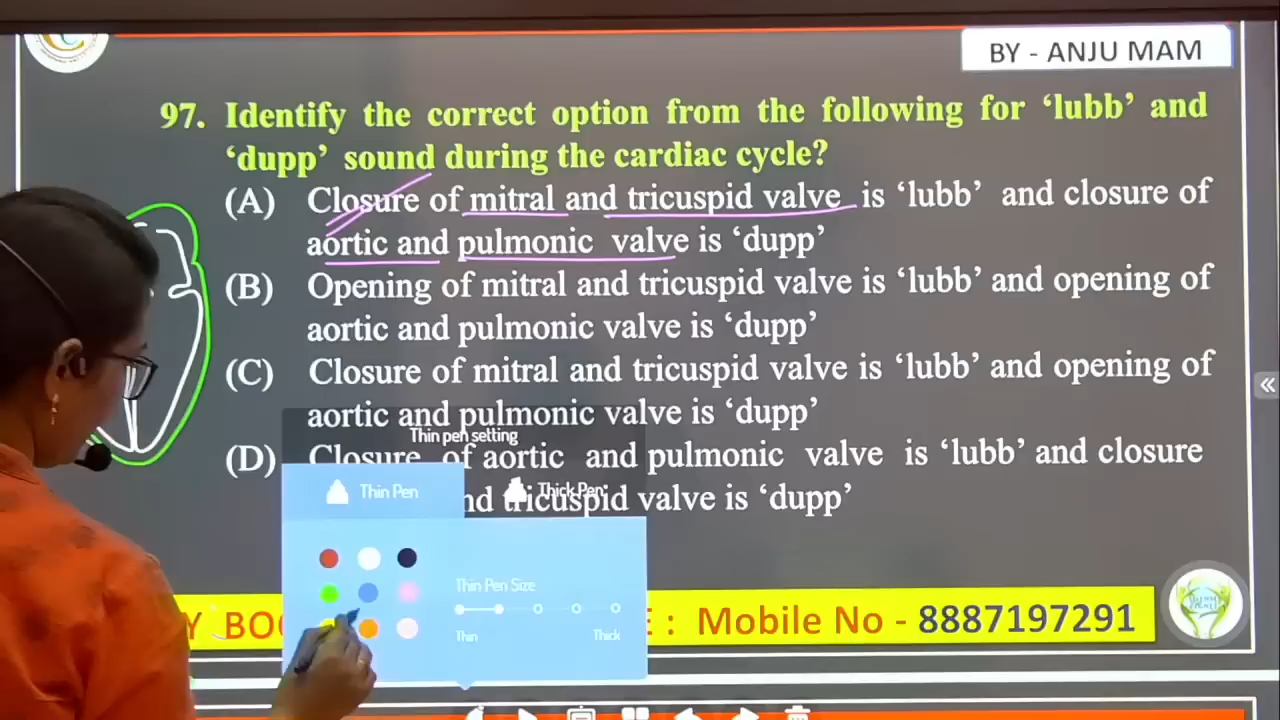 BY - ANJU MAM
97. Identify the correct option from the following for ‘lubb’ and
‘dupp’ sound during the cardiac cycle?
(A) Closure of mitral and tricuspid valve is ‘lubb’ and closure of
aortic and pulmonic valve is ‘dupp’
(B) Opening of mitral and tricuspid valve is ‘lubb’ and opening of
aortic and pulmonic valve is ‘dupp’
(C) Closure of mitral and tricuspid valve is ‘lubb’ and opening of
aortic and pulmonic valve is ‘dupp’
Thin pen setting
(D) Closure of aortic and pulmonic valve is ‘lubb’ and closure
Thin Pen Thick Pen
nd tricuspid valve is ‘dupp’
Thin Pen Size
Thin Thick
Y BO : Mobile No - 8887197291